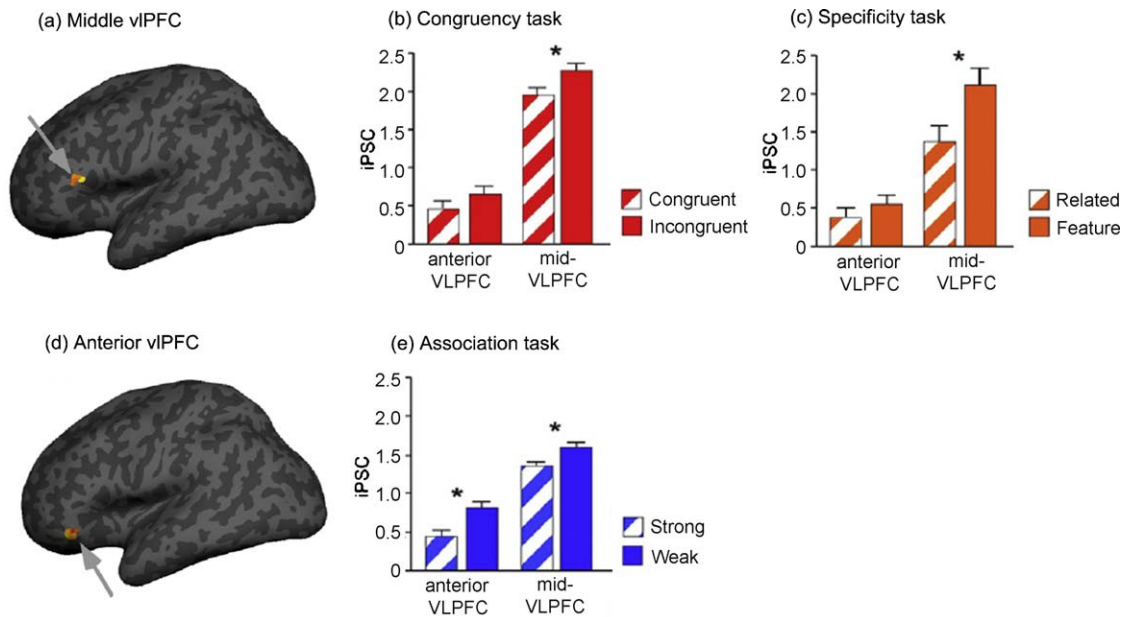 (a) Middle vlPFC
(b) Congruency task
(c) Specificity task
2.5
2.0
1.5
1.0
0.5
0
iPSC
*
anterior
VLPFC
mid-
VLPFC
Congruent
Incongruent
2.5
2.0
1.5
1.0
0.5
0
iPSC
*
anterior
VLPFC
mid-
VLPFC
Related
Feature
(d) Anterior vlPFC
(e) Association task
2.5
2.0
1.5
1.0
0.5
0
iPSC
*
*
anterior
VLPFC
mid-
VLPFC
Strong
Weak